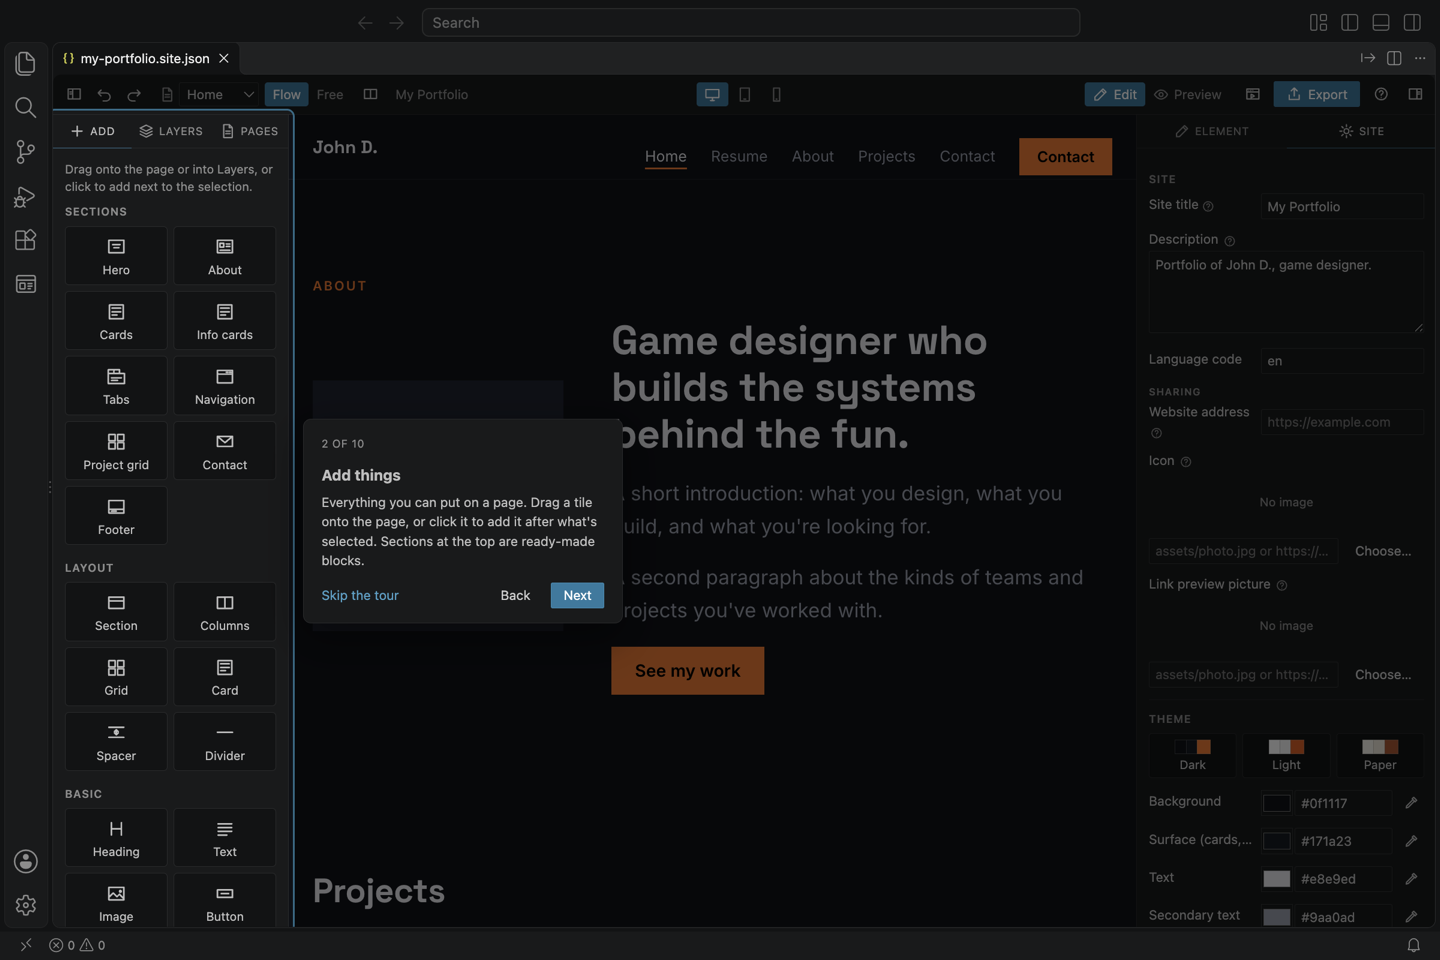 Search
{} my-portfolio.site.json
Home
Flow
Free
My Portfolio
Edit
Preview
Export
ADD
LAYERS
PAGES
Drag onto the page or into Layers, or
click to add next to the selection.
SECTIONS
Hero
About
Cards
Info cards
Tabs
Navigation
Project grid
Contact
Footer
LAYOUT
Section
Columns
Grid
Card
Spacer
Divider
BASIC
Heading
Text
Image
Button
John D.
Home
Resume
About
Projects
Contact
Contact
ABOUT
Game designer who
builds the systems
behind the fun.
short introduction: what you design, what you
and what you're looking for.
second paragraph about the kinds of teams and
you've worked with.
See my work
Projects
2 OF 10
Add things
Everything you can put on a page. Drag a tile
onto the page, or click it to add it after what's
selected. Sections at the top are ready-made
blocks.
Skip the tour
Back
Next
ELEMENT
SITE
SITE
Site title
My Portfolio
Description
Portfolio of John D., game designer.
Language code
en
SHARING
Website address
https://example.com
Icon
No image
assets/photo.jpg or https://...
Choose...
Link preview picture
No image
assets/photo.jpg or https://...
Choose...
THEME
Dark
Light
Paper
Background
#0f1117
Surface (cards,...
#171a23
Text
#e8e9ed
Secondary text
#9aa0ad
0
0